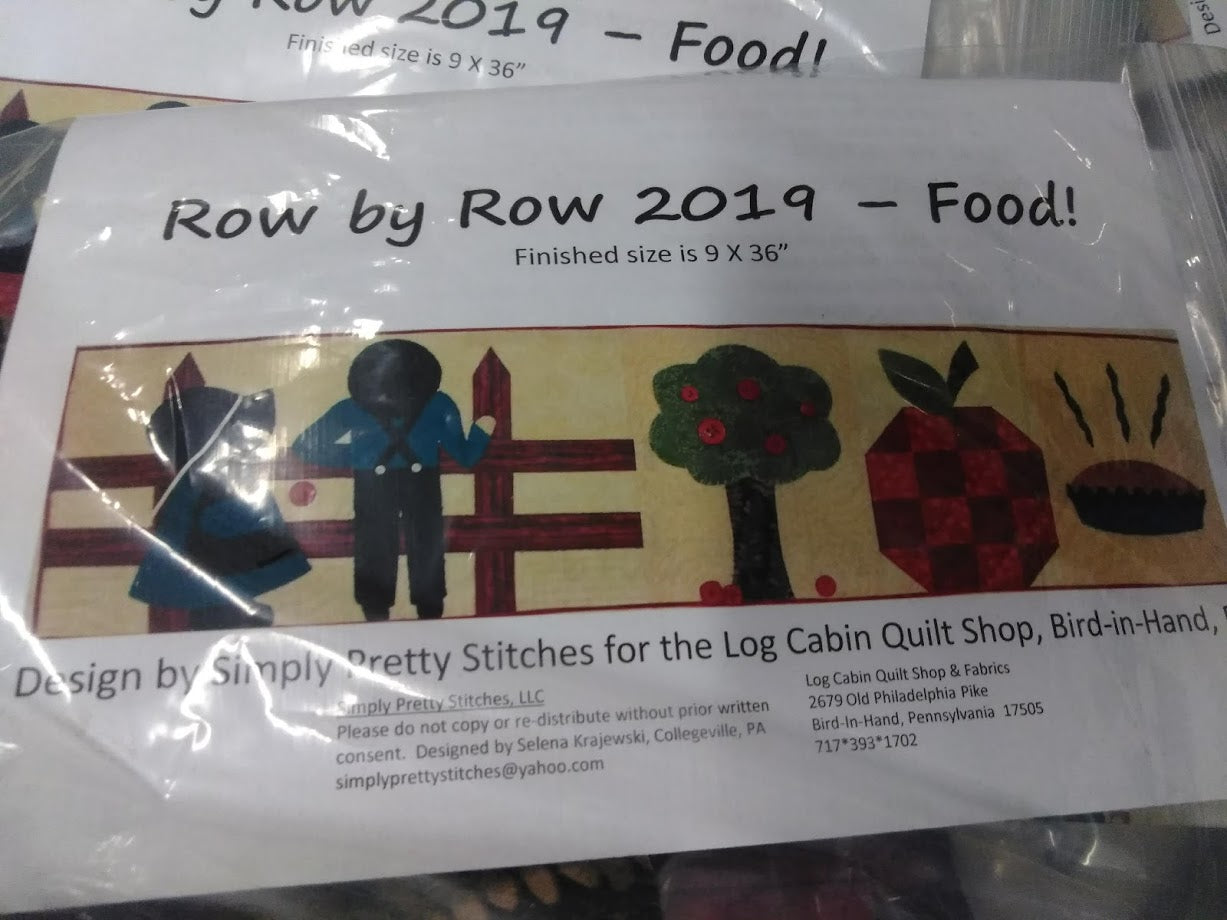 Row 2019 – Food!
Finished size is 9 X 36”
Row by Row 2019 – Food!
Finished size is 9 X 36”
Design by Simply Pretty Stitches for the Log Cabin Quilt Shop, Bird-in-Hand,
Simply Pretty Stitches, LLC
Please do not copy or re-distribute without prior written
consent. Designed by Selena Krajewski, Collegeville, PA
simplyprettystitches@yahoo.com
Log Cabin Quilt Shop & Fabrics
2679 Old Philadelphia Pike
Bird-In-Hand, Pennsylvania 17505
717*393*1702